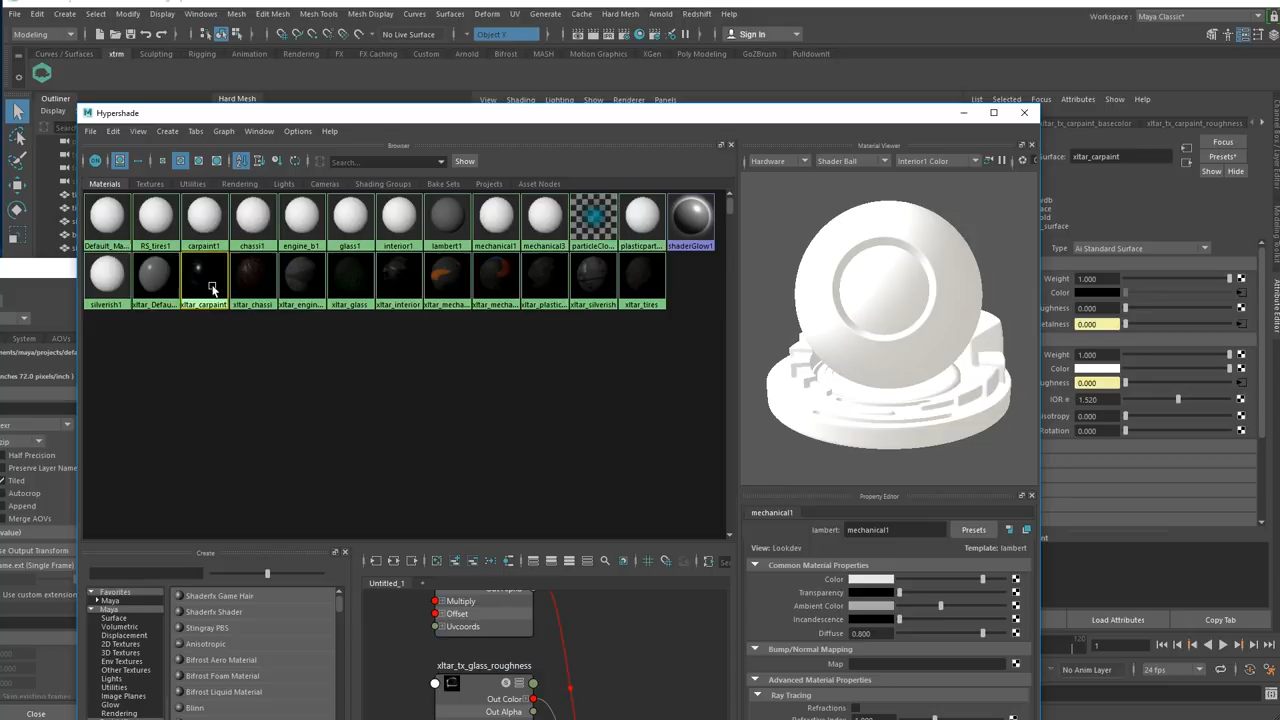 File Edit Create Select Modify Display Windows Mesh Edit Mesh Mesh Tools Mesh Display Curves Surfaces Deform UV Generate Cache Hard Mesh Arnold Redshift Help Workspace : Maya Classic*
Modeling No Live Surface Object X Sign In
Curves / Surfaces xtrm Sculpting Rigging Animation Rendering FX FX Caching Custom Arnold Bifrost MASH Motion Graphics XGen Poly Modeling GoZBrush PulldownIt
Outliner Hard Mesh View Shading Lighting Show Renderer Panels List Selected Focus Attributes Show Help
Display
Hypershade
xltar_tx_carpaint_basecolor xltar_tx_carpaint_roughness
File Edit View Create Tabs Graph Window Options Help
Browser Material Viewer
Search... Show Hardware Shader Ball Interior1 Color
Focus
Surface: xltar_carpaint Presets*
Show Hide
Materials Textures Utilities Rendering Lights Cameras Shading Groups Bake Sets Projects Asset Nodes
Default_Ma... RS_tires1 carpaint1 chassi1 engine_b1 glass1 interior1 lambert1 mechanical1 mechanical3 particleClo... plasticpart... shaderGlow1
Type Ai Standard Surface
silverish1 xltar_Defau... xltar_carpaint xltar_chassi xltar_engin... xltar_glass xltar_interior xltar_mecha... xltar_mecha... xltar_plastic... xltar_silverish xltar_tires
Weight 1.000
Color
Roughness 0.000
Metalness 0.000
Weight 1.000
Color
Roughness 0.000
IOR 1.520
Anisotropy 0.000
Rotation 0.000
System AOVs
Half Precision
Preserve Layer Name
Tiled
Autocrop
Append
Merge AOVs
Close
Property Editor
mechanical1
lambert: mechanical1 Presets
View: Lookdev Template: lambert
Common Material Properties
Color
Transparency
Ambient Color
Incandescence
Diffuse 0.800
Bump/Normal Mapping
Map
Advanced Material Properties
Ray Tracing
Refractions
Create
Favorites
Maya
Maya
Surface
Volumetric
Displacement
2D Textures
3D Textures
Env Textures
Other Textures
Lights
Utilities
Image Planes
Glow
Rendering
Shaderfx Game Hair
Shaderfx Shader
Stingray PBS
Anisotropic
Bifrost Aero Material
Bifrost Foam Material
Bifrost Liquid Material
Blinn
Untitled_1 +
Multiply
Offset
Uvcoords
xltar_tx_glass_roughness
Out Color
Out Alpha
Load Attributes Copy Tab
120 1
No Anim Layer 24 fps